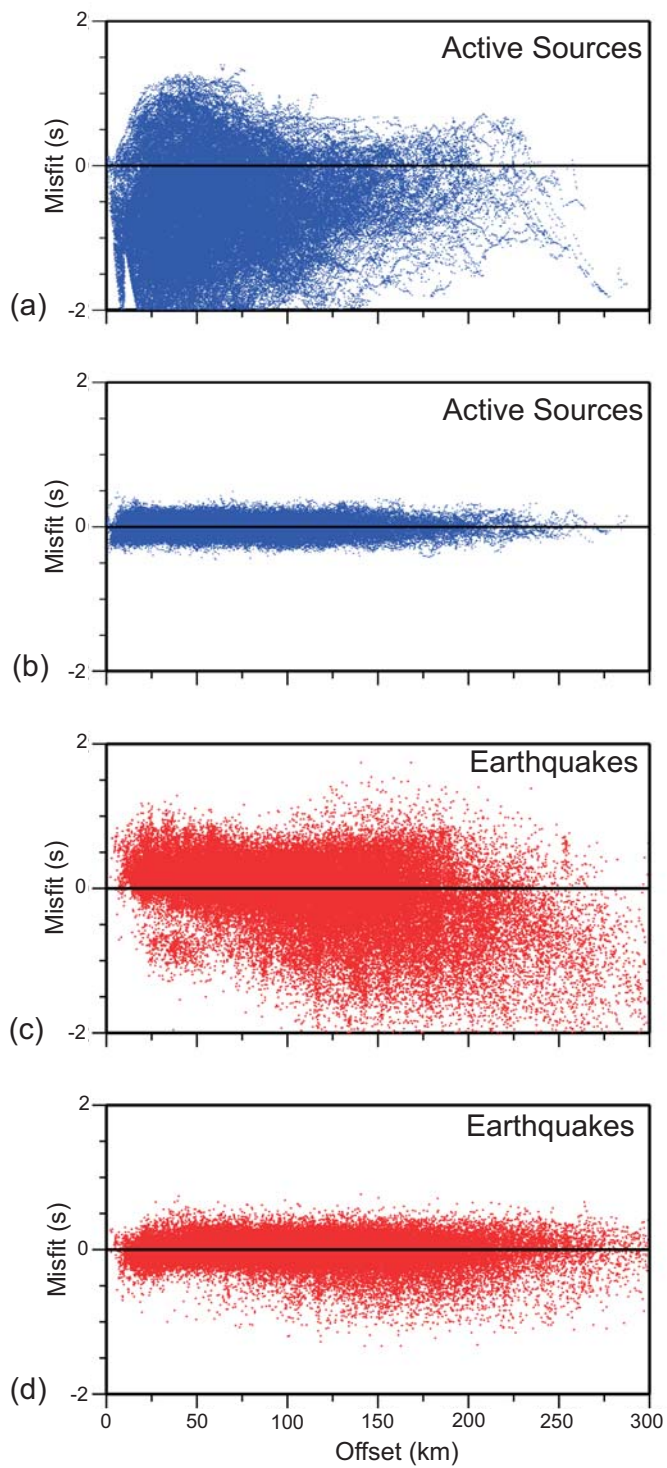 2
Active Sources
Misfit (s)
0
(a)
-2
2
Active Sources
Misfit (s)
0
(b)
-2
2
Earthquakes
Misfit (s)
0
(c)
-2
2
Earthquakes
Misfit (s)
0
(d)
-2
0 50 100 150 200 250 300
Offset (km)